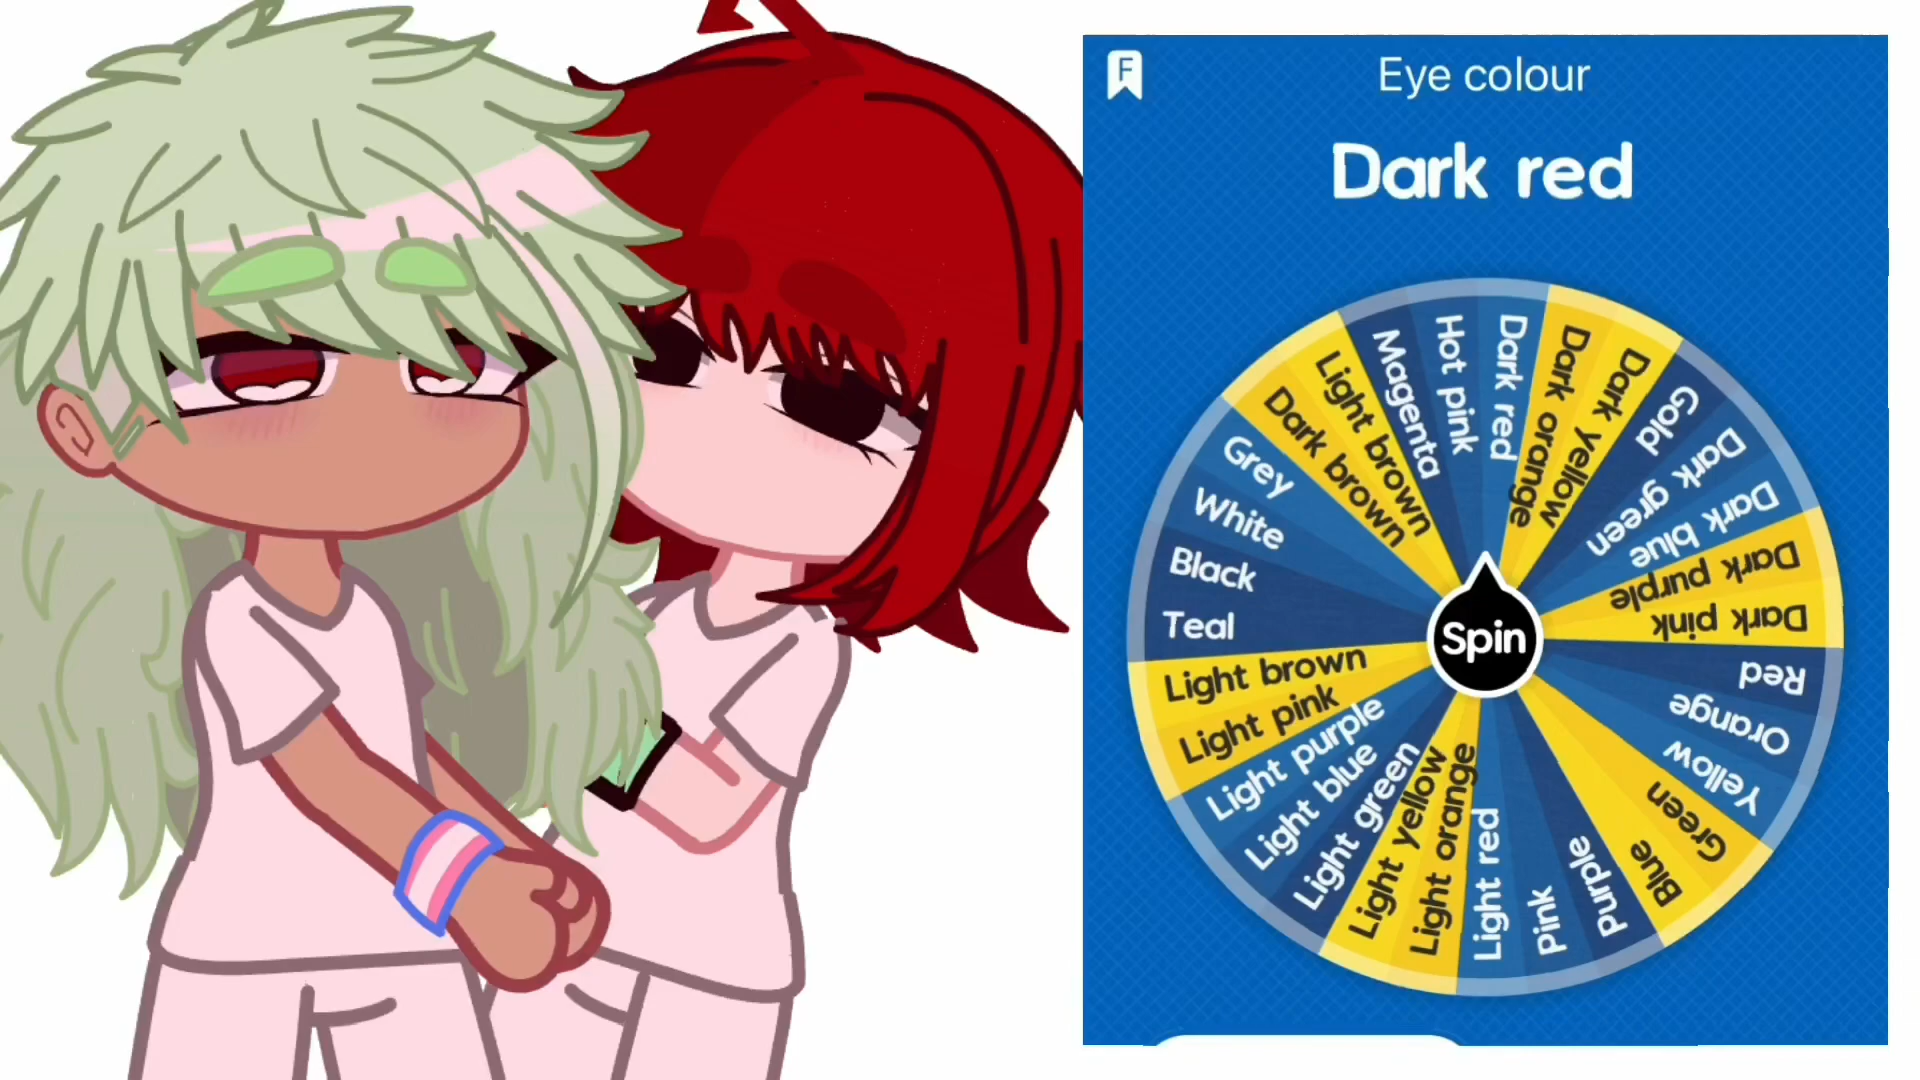 F
Eye colour
Dark red
Dark red
Dark orange
Dark yellow
Gold
Dark green
Dark blue
Dark purple
Dark pink
Red
Orange
Yellow
Green
Blue
Purple
Pink
Light red
Light orange
Light yellow
Light green
Light blue
Light purple
Light pink
Light brown
Teal
Black
White
Grey
Dark brown
Light brown
Magenta
Hot pink
Spin